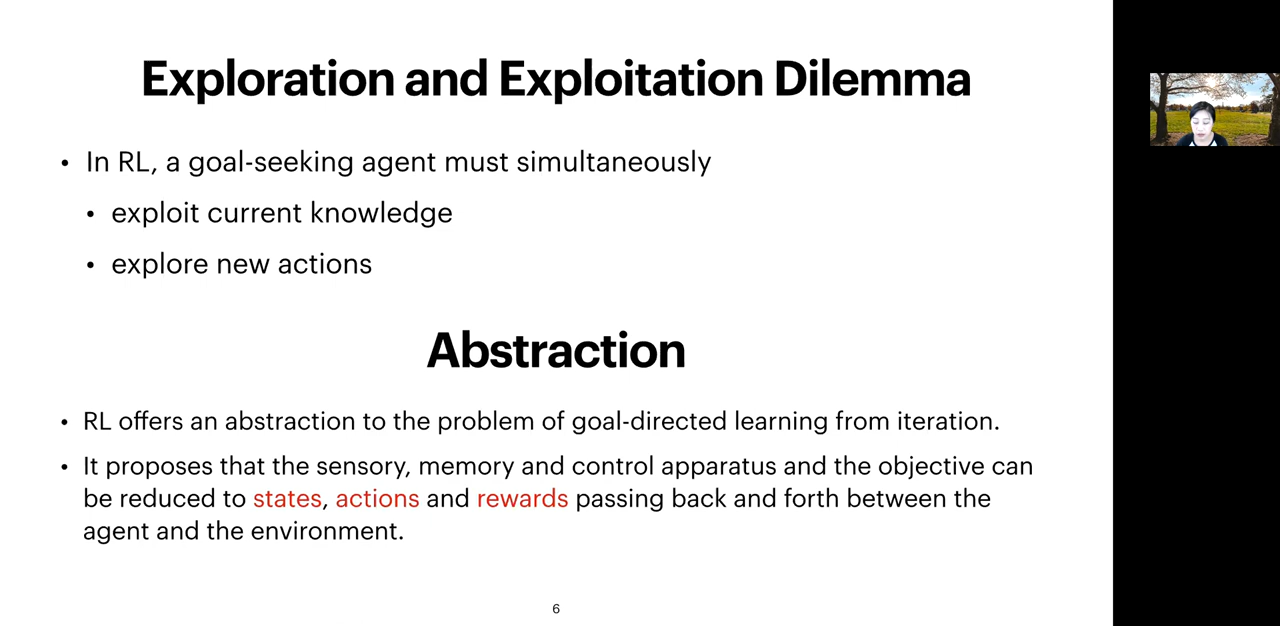 Exploration and Exploitation Dilemma
• In RL, a goal-seeking agent must simultaneously
• exploit current knowledge
• explore new actions
Abstraction
• RL offers an abstraction to the problem of goal-directed learning from iteration.
• It proposes that the sensory, memory and control apparatus and the objective can
be reduced to states, actions and rewards passing back and forth between the
agent and the environment.
6